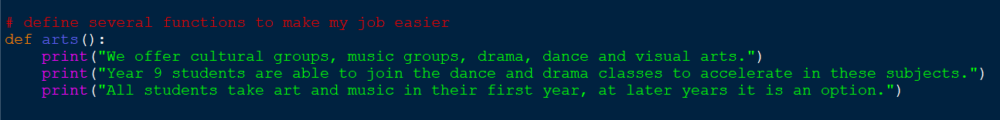 # define several functions to make my job easier
def arts():
    print("We offer cultural groups, music groups, drama, dance and visual arts.")
    print("Year 9 students are able to join the dance and drama classes to accelerate in these subjects.")
    print("All students take art and music in their first year, at later years it is an option.")